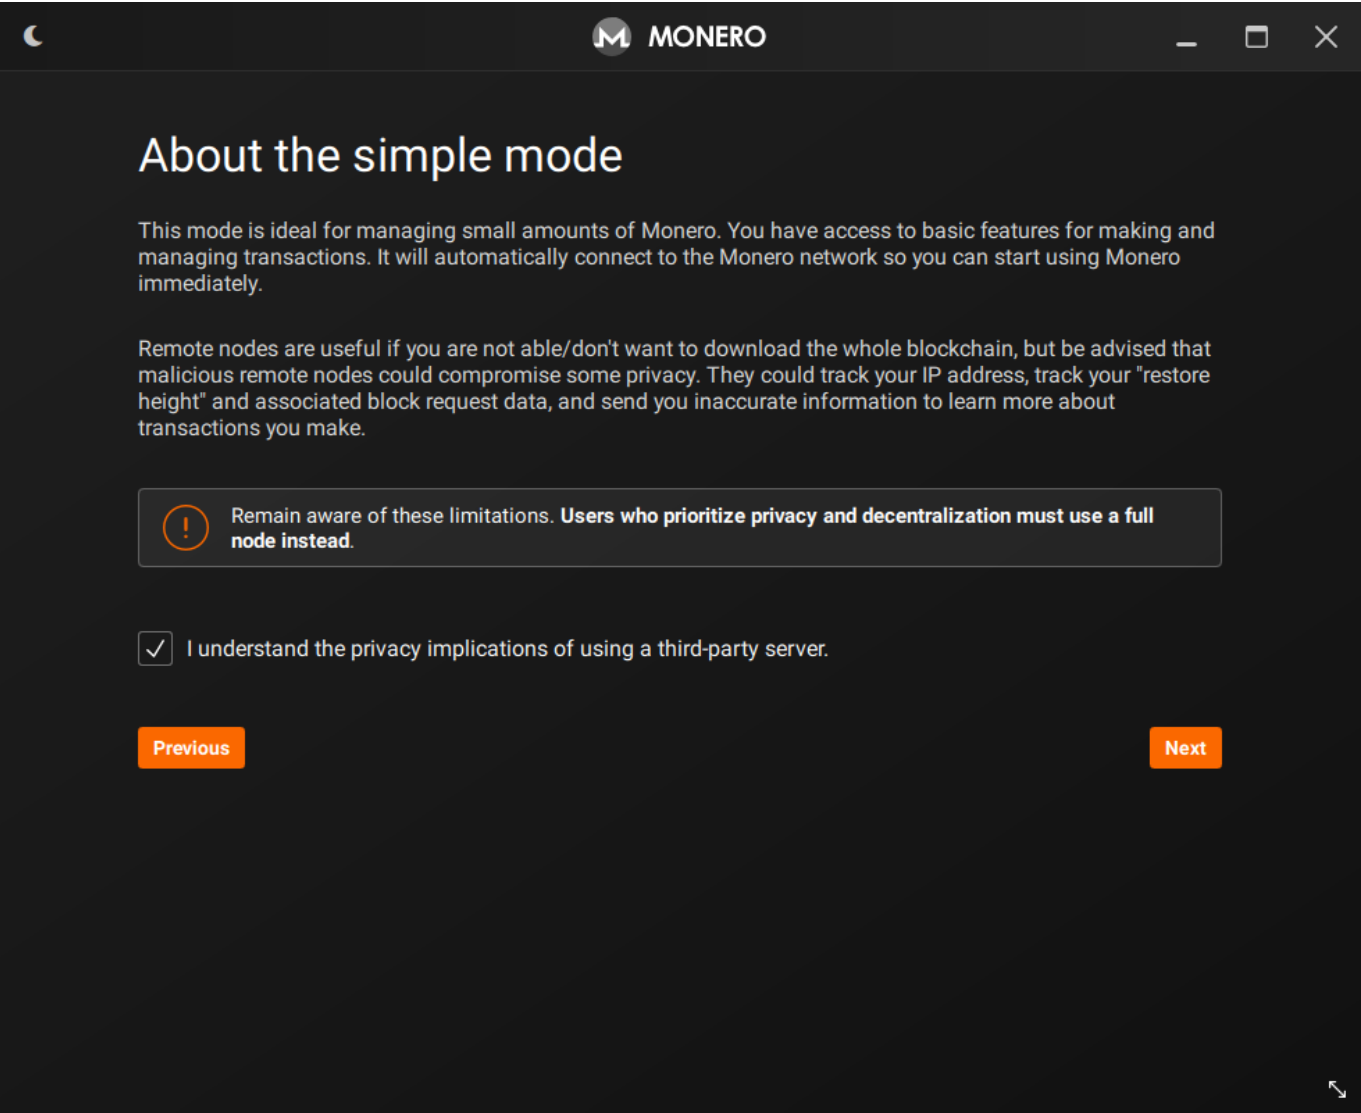 MONERO
About the simple mode
This mode is ideal for managing small amounts of Monero. You have access to basic features for making and
managing transactions. It will automatically connect to the Monero network so you can start using Monero
immediately.
Remote nodes are useful if you are not able/don't want to download the whole blockchain, but be advised that
malicious remote nodes could compromise some privacy. They could track your IP address, track your "restore
height" and associated block request data, and send you inaccurate information to learn more about
transactions you make.
Remain aware of these limitations. Users who prioritize privacy and decentralization must use a full
node instead.
I understand the privacy implications of using a third-party server.
Previous
Next